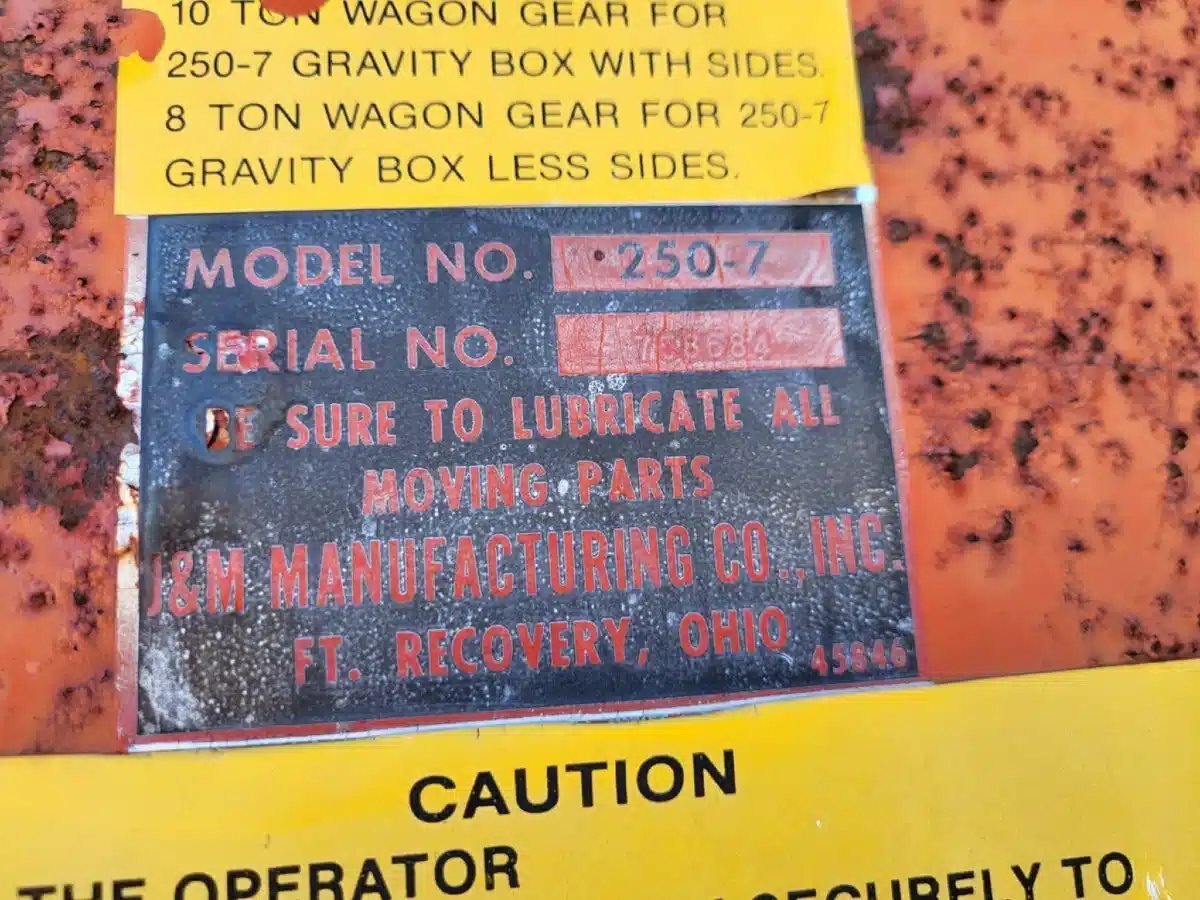 10 TON WAGON GEAR FOR
250-7 GRAVITY BOX WITH SIDES.
8 TON WAGON GEAR FOR 250-7
GRAVITY BOX LESS SIDES.
MODEL NO. 250-7
SERIAL NO.
BE SURE TO LUBRICATE ALL
MOVING PARTS
J&M MANUFACTURING CO., INC.
FT. RECOVERY, OHIO
45846
CAUTION
THE OPERATOR
SECURELY TO